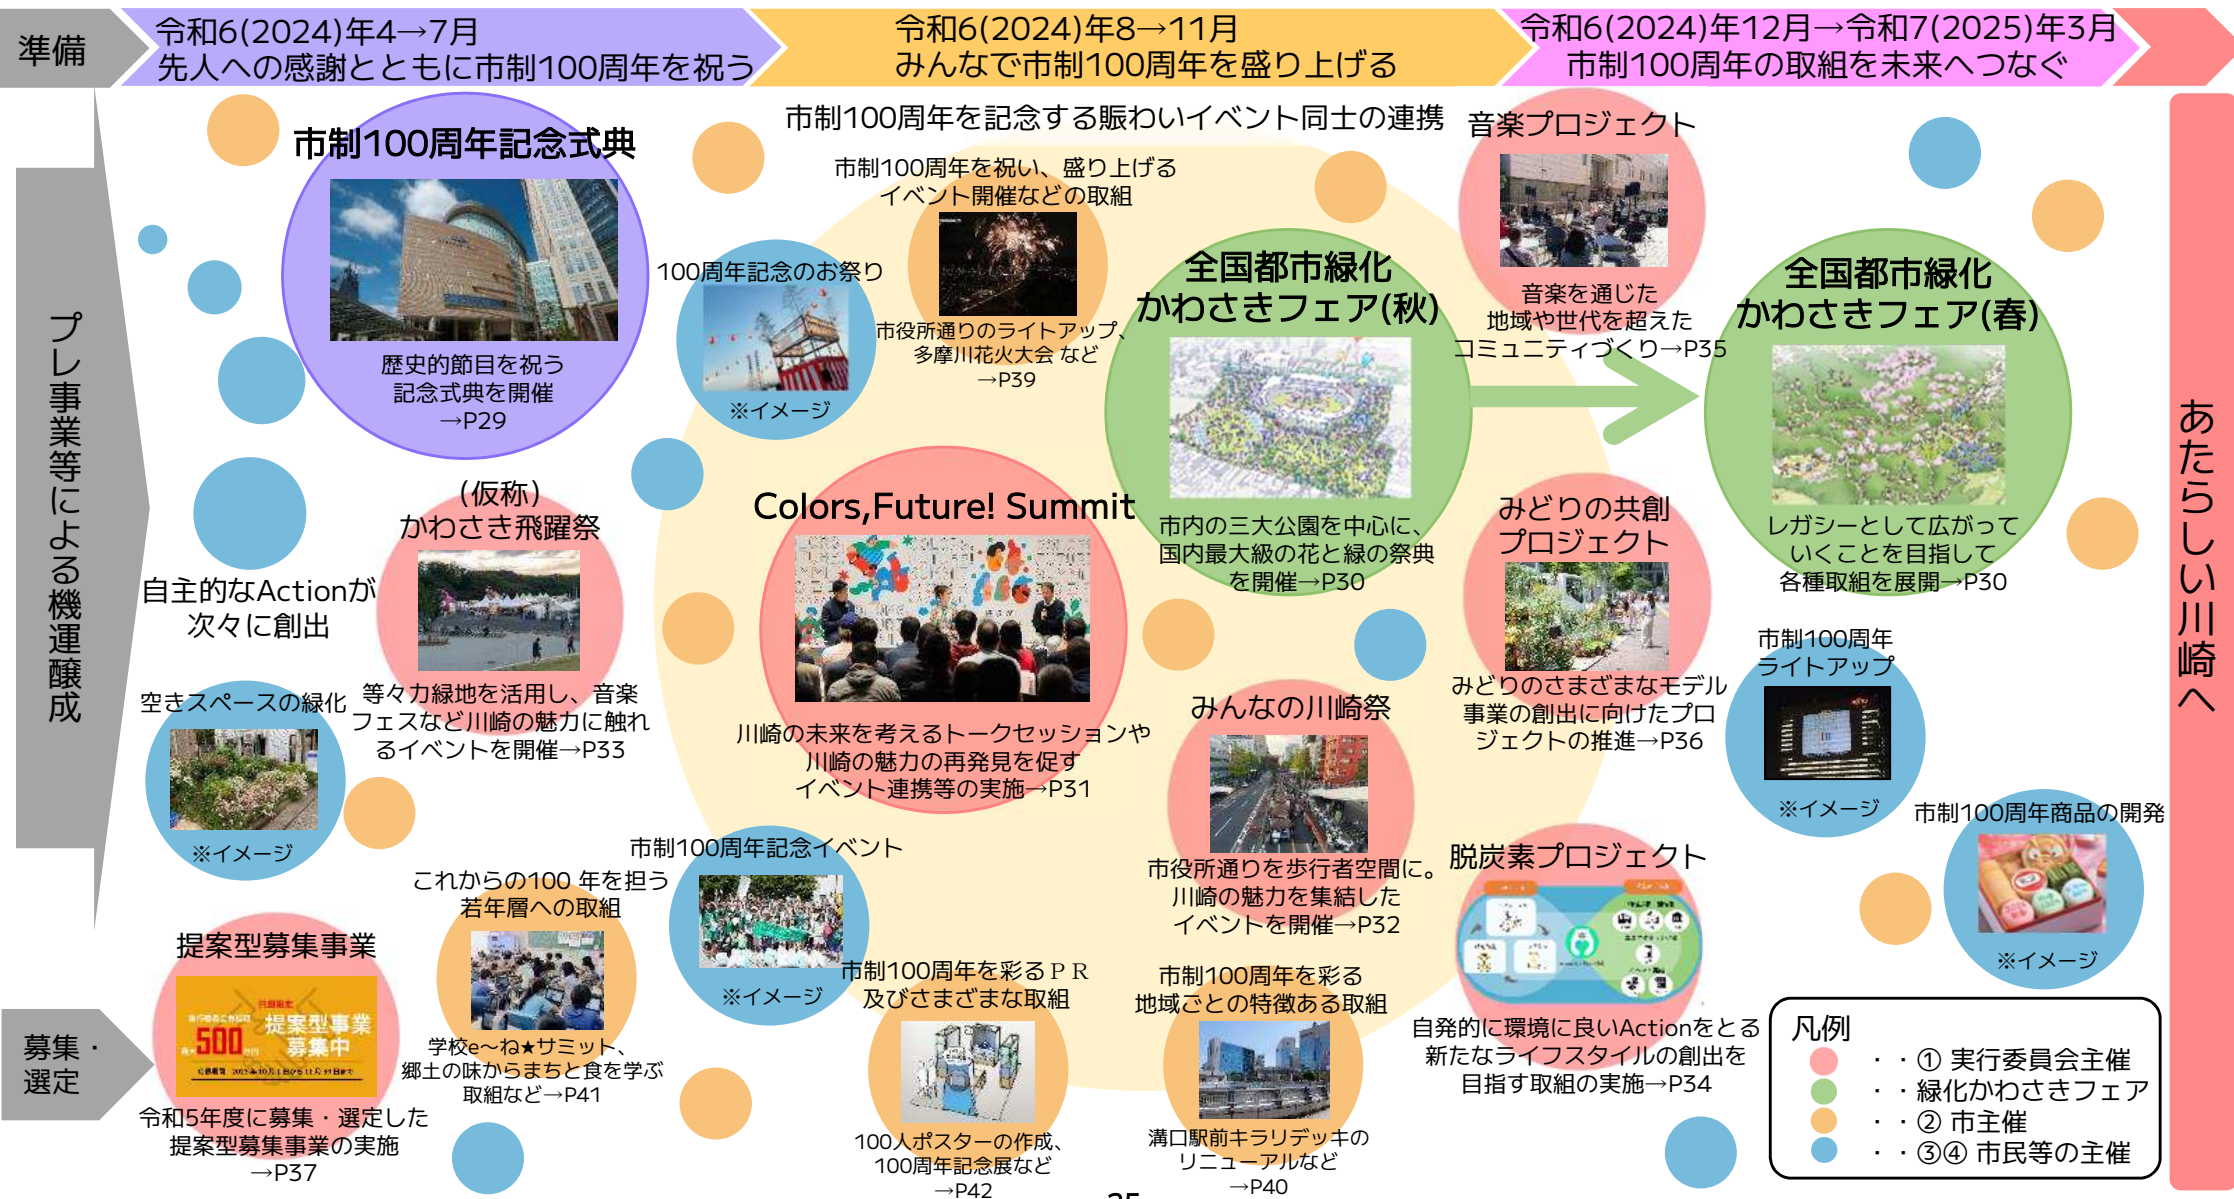 準備
令和6(2024)年4→7月
先人への感謝とともに市制100周年を祝う
令和6(2024)年8→11月
みんなで市制100周年を盛り上げる
令和6(2024)年12月→令和7(2025)年3月
市制100周年の取組を未来へつなぐ
プレ事業等による機運醸成
募集・
選定
あたらしい川崎へ
市制100周年記念式典
歴史的節目を祝う
記念式典を開催
→P29
市制100周年を記念する賑わいイベント同士の連携
市制100周年を祝い、盛り上げる
イベント開催などの取組
市役所通りのライトアップ、
多摩川花火大会 など
→P39
100周年記念のお祭り
※イメージ
音楽プロジェクト
音楽を通じた
地域や世代を超えた
コミュニティづくり→P35
全国都市緑化
かわさきフェア(秋)
市内の三大公園を中心に、
国内最大級の花と緑の祭典
を開催→P30
全国都市緑化
かわさきフェア(春)
レガシーとして広がって
いくことを目指して
各種取組を展開→P30
(仮称)
かわさき飛躍祭
等々力緑地を活用し、音楽
フェスなど川崎の魅力に触れ
るイベントを開催→P33
自主的なActionが
次々に創出
空きスペースの緑化
※イメージ
Colors,Future! Summit
川崎の未来を考えるトークセッションや
川崎の魅力の再発見を促す
イベント連携等の実施→P31
みどりの共創
プロジェクト
みどりのさまざまなモデル
事業の創出に向けたプロ
ジェクトの推進→P36
市制100周年
ライトアップ
※イメージ
みんなの川崎祭
市役所通りを歩行者空間に。
川崎の魅力を集結した
イベントを開催→P32
市制100周年商品の開発
※イメージ
脱炭素プロジェクト
自発的に環境に良いActionをとる
新たなライフスタイルの創出を
目指す取組の実施→P34
市制100周年記念イベント
※イメージ
これからの100 年を担う
若年層への取組
学校e〜ね★サミット、
郷土の味からまちと食を学ぶ
取組など→P41
提案型募集事業
500
提案型事業
募集中
令和5年度に募集・選定した
提案型募集事業の実施
→P37
市制100周年を彩るＰＲ
及びさまざまな取組
100人ポスターの作成、
100周年記念展など
→P42
市制100周年を彩る
地域ごとの特徴ある取組
溝口駅前キラリデッキの
リニューアルなど
→P40
凡例
・・① 実行委員会主催
・・緑化かわさきフェア
・・② 市主催
・・③④ 市民等の主催